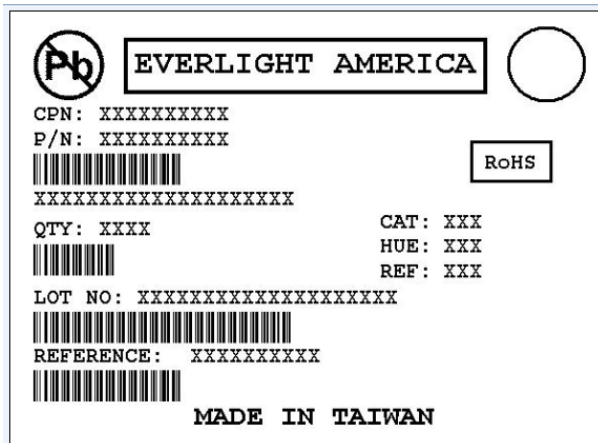 Pb EVERLIGHT AMERICA
CPN: XXXXXXXXXX
P/N: XXXXXXXXXX
RoHS
XXXXXXXXXXXXXXXXXXXX
QTY: XXXX
CAT: XXX
HUE: XXX
REF: XXX
LOT NO: XXXXXXXXXXXXXXXXXXXX
REFERENCE: XXXXXXXXXX
MADE IN TAIWAN